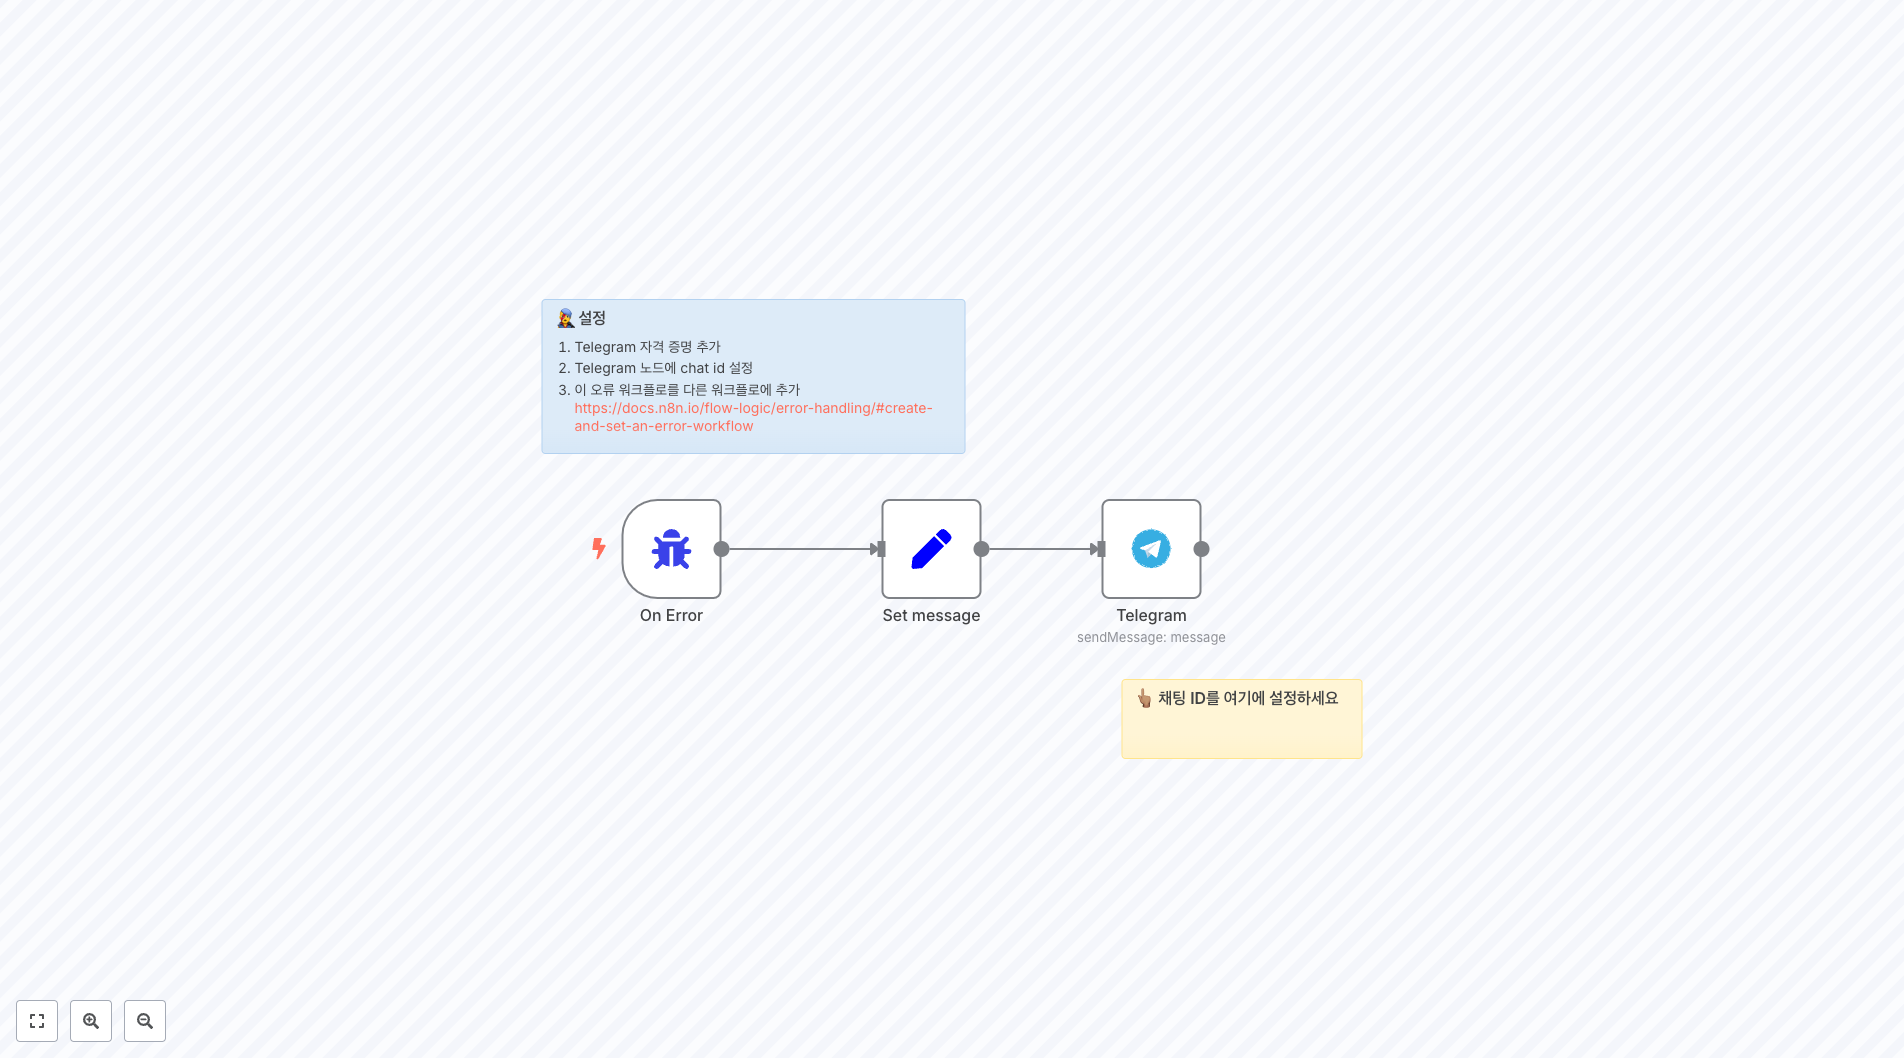 👩‍🎤 설정
1. Telegram 자격 증명 추가
2. Telegram 노드에 chat id 설정
3. 이 오류 워크플로를 다른 워크플로에 추가
https://docs.n8n.io/flow-logic/error-handling/#create-
and-set-an-error-workflow
On Error
Set message
Telegram
sendMessage: message
👆🏽 채팅 ID를 여기에 설정하세요